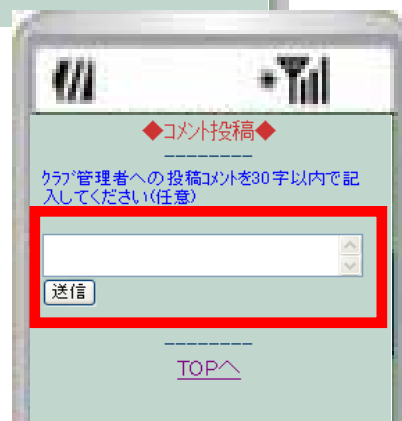 ◆コメント投稿◆
--------
ｸﾗﾌﾞ管理者への投稿ｺﾒﾝﾄを30字以内で記
入してください(任意)
送信
--------
TOPへ